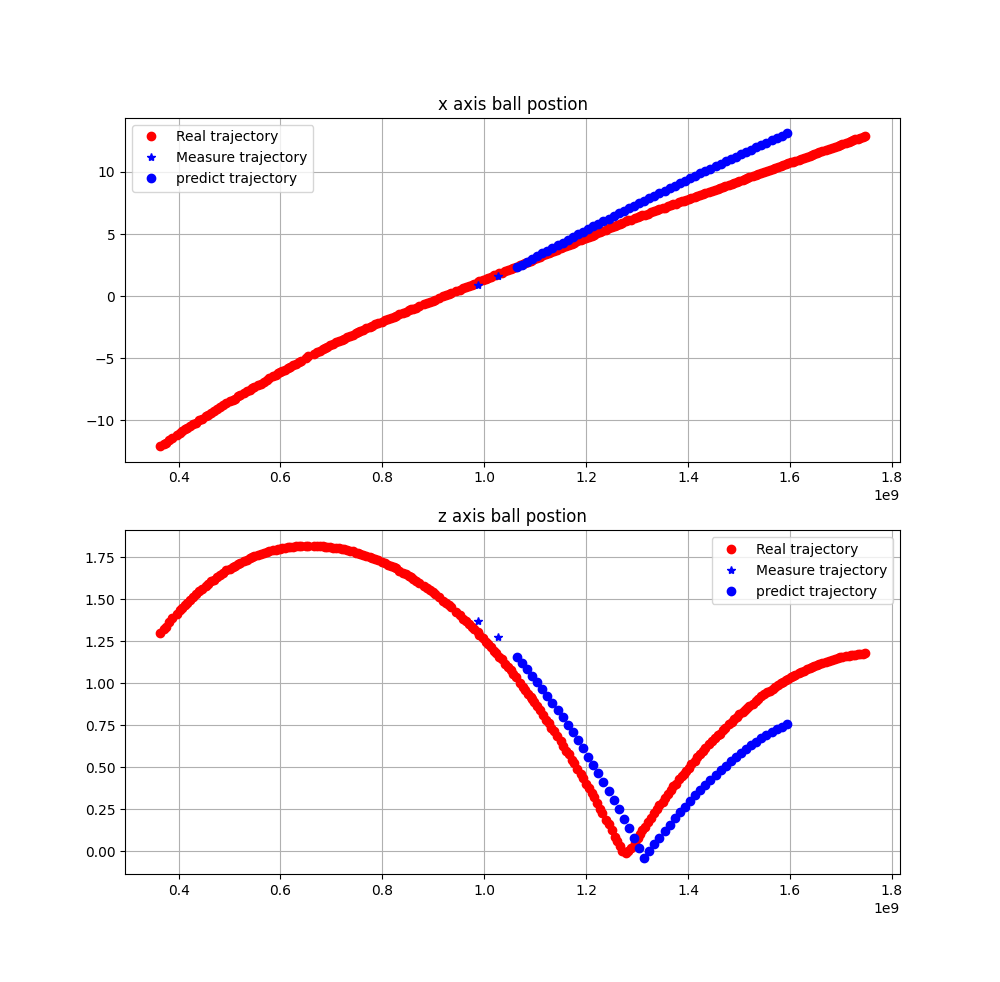 x axis ball postion
Real trajectory
Measure trajectory
predict trajectory
10
5
0
−5
−10
0.4 0.6 0.8 1.0 1.2 1.4 1.6 1.8
1e9
z axis ball postion
Real trajectory
Measure trajectory
predict trajectory
1.75
1.50
1.25
1.00
0.75
0.50
0.25
0.00
0.4 0.6 0.8 1.0 1.2 1.4 1.6 1.8
1e9